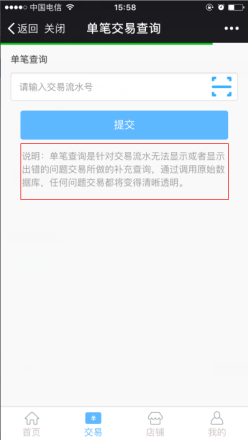 中国电信 15:58
返回 关闭 单笔交易查询
单笔查询
请输入交易流水号
提交
说明：单笔查询是针对交易流水无法显示或者显示
出错的问题交易所做的补充查询，通过调用原始数
据库，任何问题交易都将变得清晰透明。
首页 交易 店铺 我的